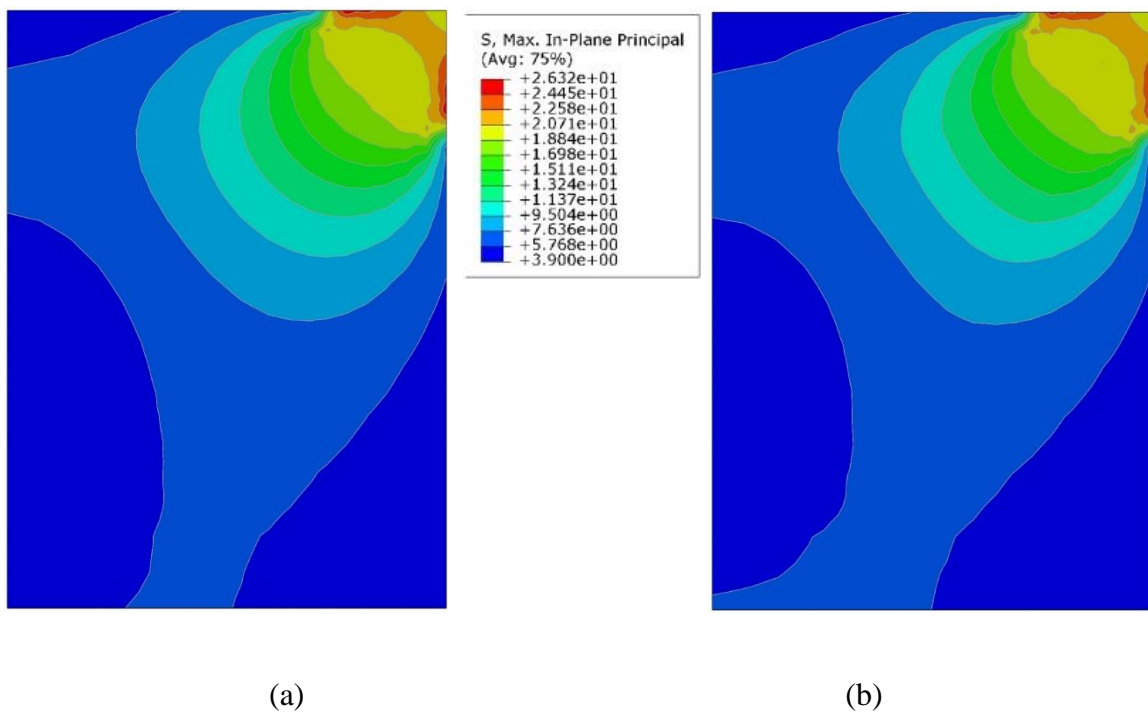 S, Max. In-Plane Principal
(Avg: 75%)
+2.632e+01
+2.445e+01
+2.258e+01
+2.071e+01
+1.884e+01
+1.698e+01
+1.511e+01
+1.324e+01
+1.137e+01
+9.504e+00
+7.636e+00
+5.768e+00
+3.900e+00
(a)
(b)